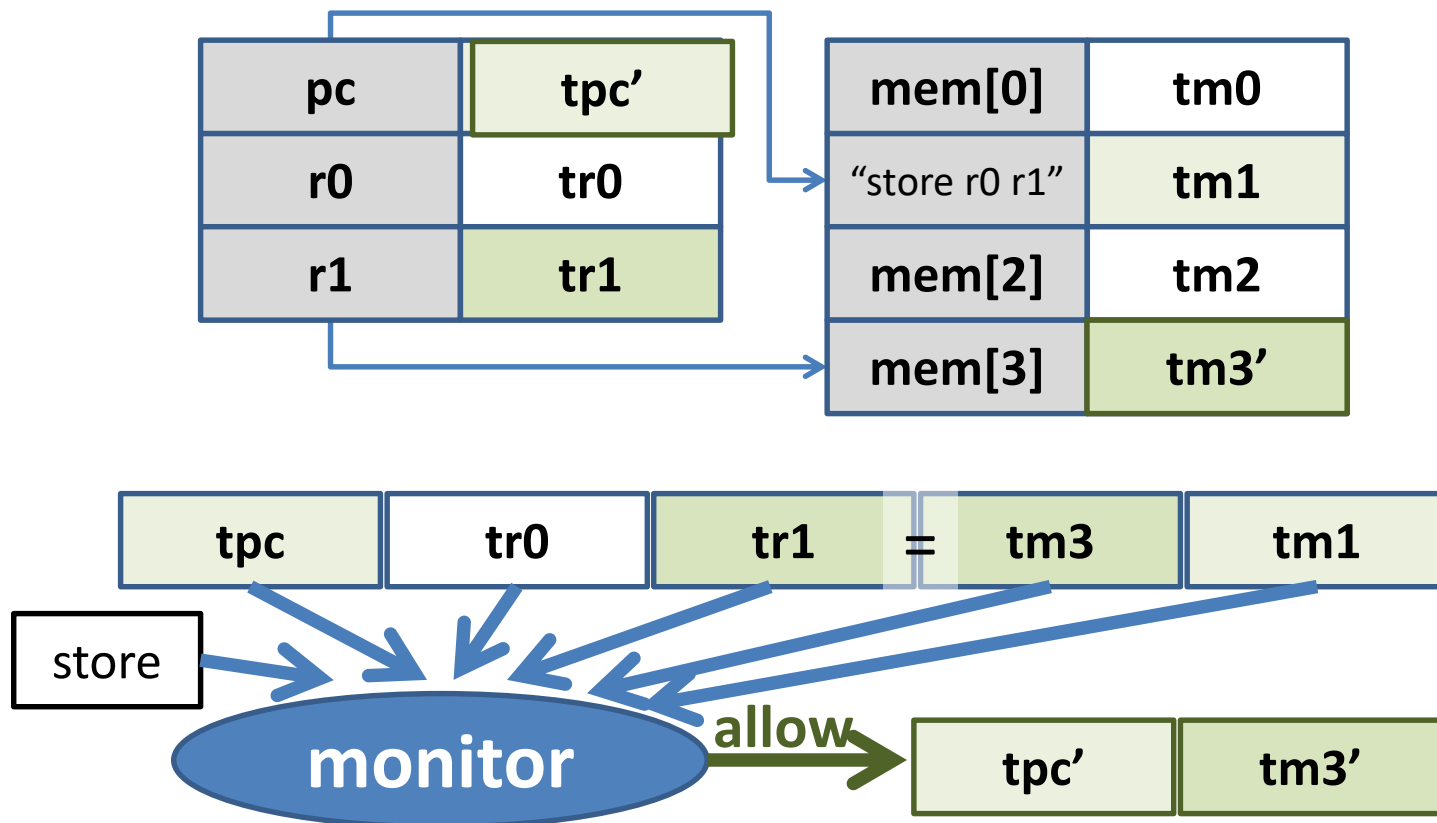 pc tpc’
r0 tr0
r1 tr1
mem[0] tm0
“store r0 r1” tm1
mem[2] tm2
mem[3] tm3’
tpc tr0 tr1 = tm3 tm1
store
monitor
allow
tpc’ tm3’